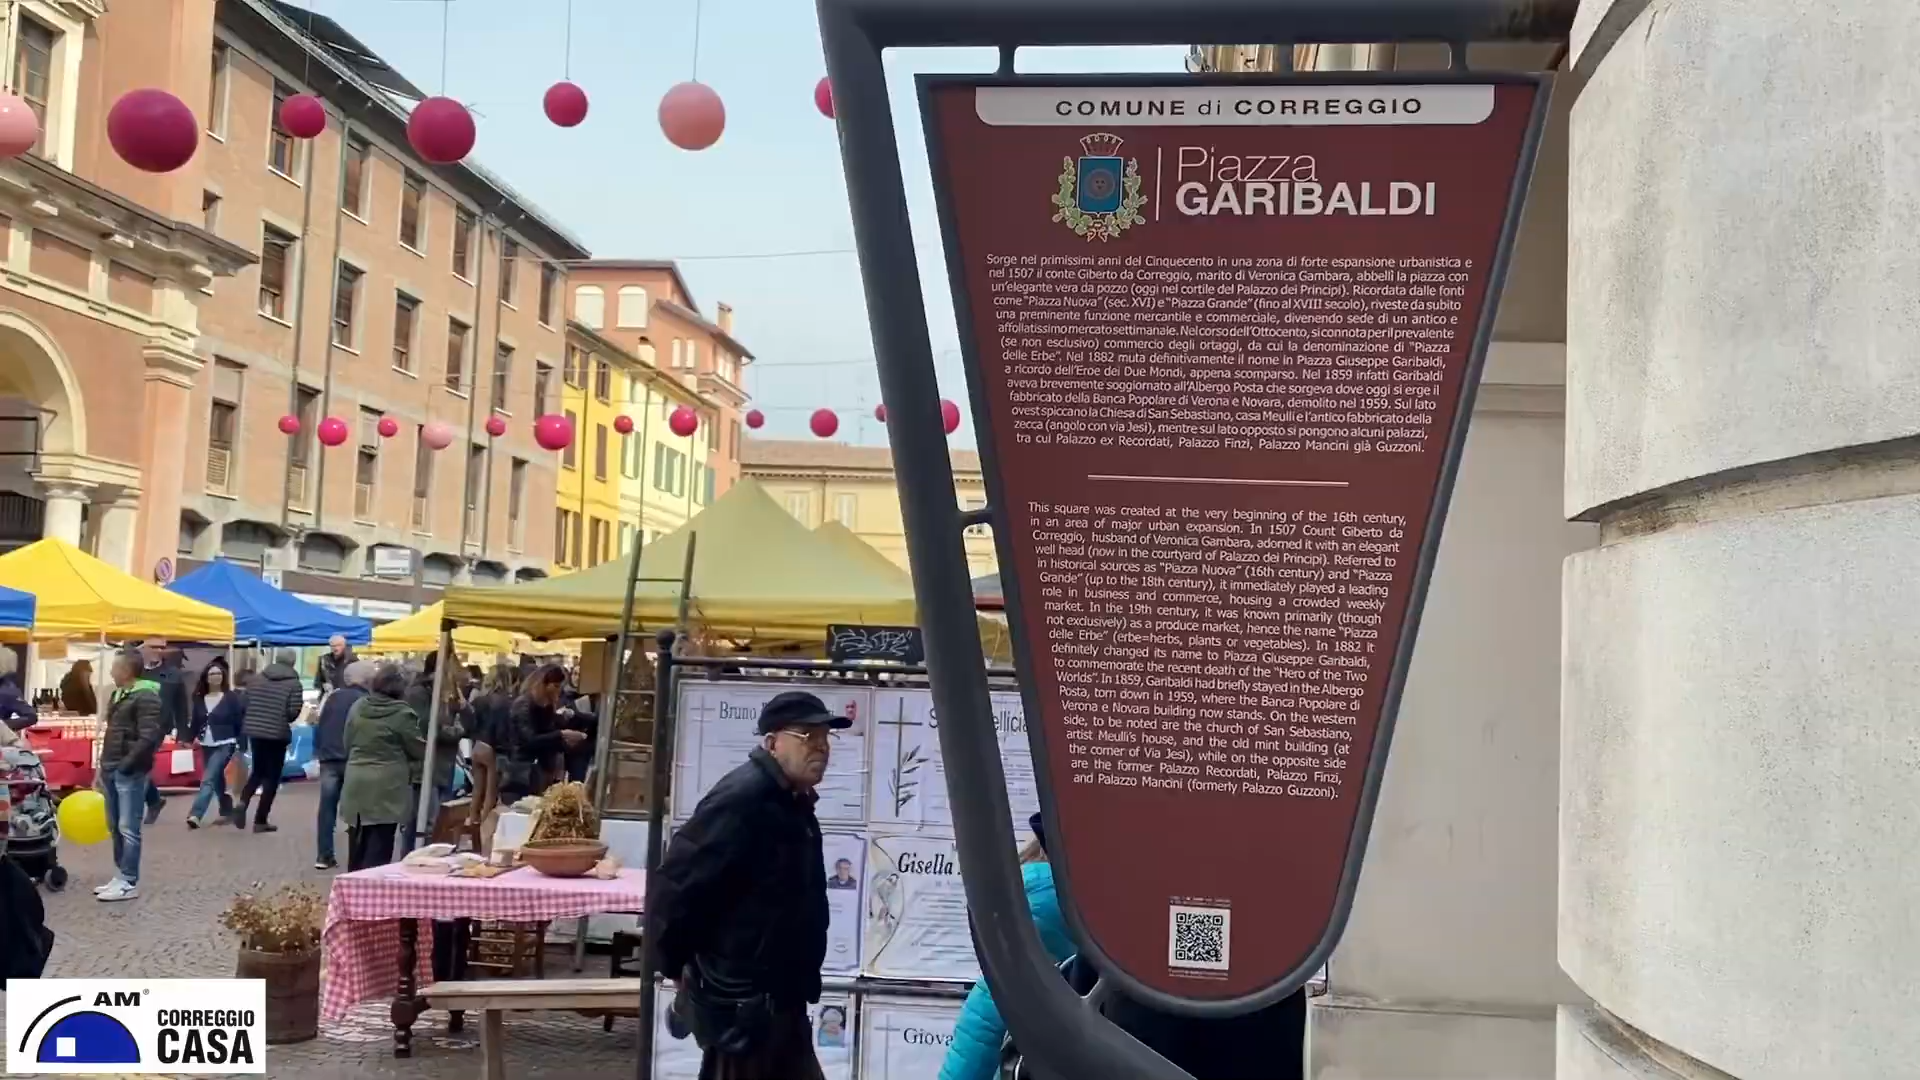 COMUNE di CORREGGIO
Piazza
GARIBALDI
Sorge nei primissimi anni del Cinquecento in una zona di forte espansione urbanistica e
nel 1507 il conte Giberto da Correggio, marito di Veronica Gambara, abbellì la piazza con
un'elegante vera da pozzo (oggi nel cortile del Palazzo dei Principi). Ricordata dalle fonti
come "Piazza Nuova" (sec. XVI) e "Piazza Grande" (fino al XVIII secolo), riveste da subito
una preminente funzione mercantile e commerciale, divenendo sede di un antico e
affollatissimo mercato settimanale. Nel corso dell'Ottocento, si connota per il prevalente
(se non esclusivo) commercio degli ortaggi, da cui la denominazione di "Piazza
delle Erbe". Nel 1882 muta definitivamente il nome in Piazza Giuseppe Garibaldi,
a ricordo dell'Eroe dei Due Mondi, appena scomparso. Nel 1859 infatti Garibaldi
aveva brevemente soggiornato all'Albergo Posta che sorgeva dove oggi si erge il
fabbricato della Banca Popolare di Verona e Novara, demolito nel 1959. Sul lato
ovest spiccano la Chiesa di San Sebastiano, casa Meulli e l'antico fabbricato della
zecca (angolo con via Jesi), mentre sul lato opposto si pongono alcuni palazzi,
tra cui Palazzo ex Recordati, Palazzo Finzi, Palazzo Mancini già Guzzoni.
This square was created at the very beginning of the 16th century,
in an area of major urban expansion. In 1507 Count Giberto da
Correggio, husband of Veronica Gambara, adorned it with an elegant
well head (now in the courtyard of Palazzo dei Principi). Referred to
in historical sources as "Piazza Nuova" (16th century) and "Piazza
Grande" (up to the 18th century), it immediately played a leading
role in business and commerce, housing a crowded weekly
market. In the 19th century, it was known primarily (though
not exclusively) as a produce market, hence the name "Piazza
delle Erbe" (erbe=herbs, plants or vegetables). In 1882 it
definitely changed its name to Piazza Giuseppe Garibaldi,
to commemorate the recent death of the "Hero of the Two
Worlds". In 1859, Garibaldi had briefly stayed in the Albergo
Posta, torn down in 1959, where the Banca Popolare di
Verona e Novara building now stands. On the western
side, to be noted are the church of San Sebastiano,
artist Meulli's house, and the old mint building (at
the corner of Via Jesi), while on the opposite side
are the former Palazzo Recordati, Palazzo Finzi,
and Palazzo Mancini (formerly Palazzo Guzzoni).
Bruno
Gisella
Giova
AM®
CORREGGIO
CASA